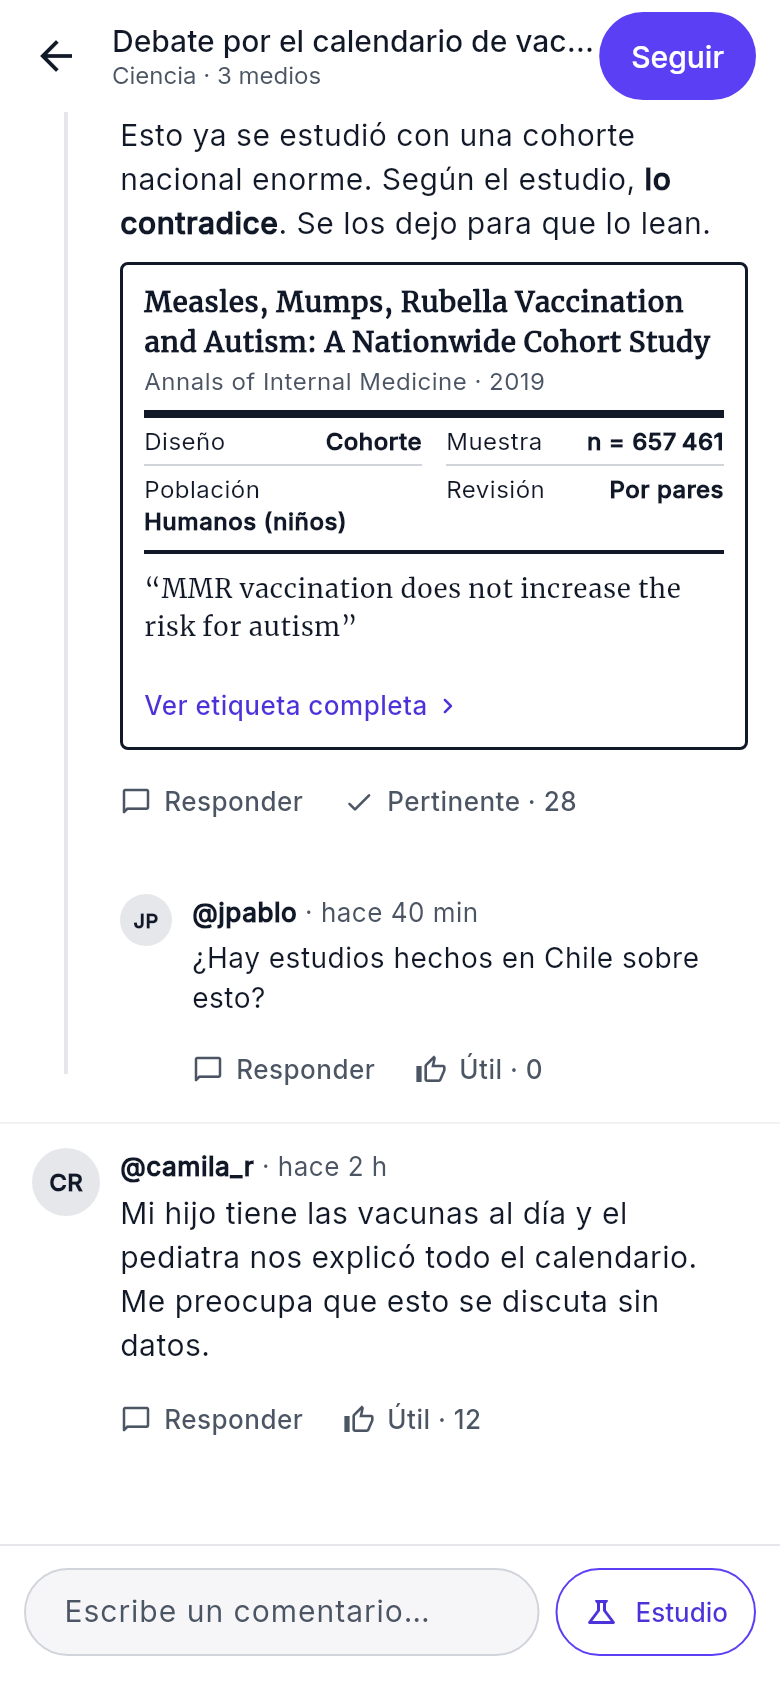 Debate por el calendario de vac...
Ciencia · 3 medios
Seguir
Esto ya se estudió con una cohorte
nacional enorme. Según el estudio, lo
contradice. Se los dejo para que lo lean.
Measles, Mumps, Rubella Vaccination
and Autism: A Nationwide Cohort Study
Annals of Internal Medicine · 2019
Diseño Cohorte
Muestra n = 657 461
Población
Humanos (niños)
Revisión Por pares
“MMR vaccination does not increase the
risk for autism”
Ver etiqueta completa
Responder Pertinente · 28
JP
@jpablo · hace 40 min
¿Hay estudios hechos en Chile sobre
esto?
Responder Útil · 0
CR
@camila_r · hace 2 h
Mi hijo tiene las vacunas al día y el
pediatra nos explicó todo el calendario.
Me preocupa que esto se discuta sin
datos.
Responder Útil · 12
Escribe un comentario...
Estudio